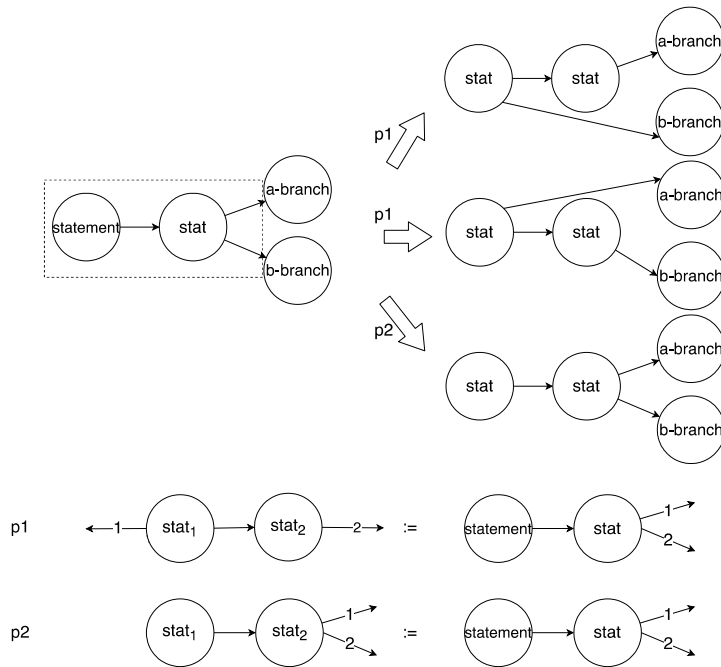 a-branch
stat
stat
b-branch
p1
statement
stat
a-branch
b-branch
p1
a-branch
stat
stat
b-branch
p2
a-branch
stat
stat
b-branch
p1
1
stat1
stat2
2
:=
statement
stat
1
2
p2
stat1
stat2
1
2
:=
statement
stat
1
2